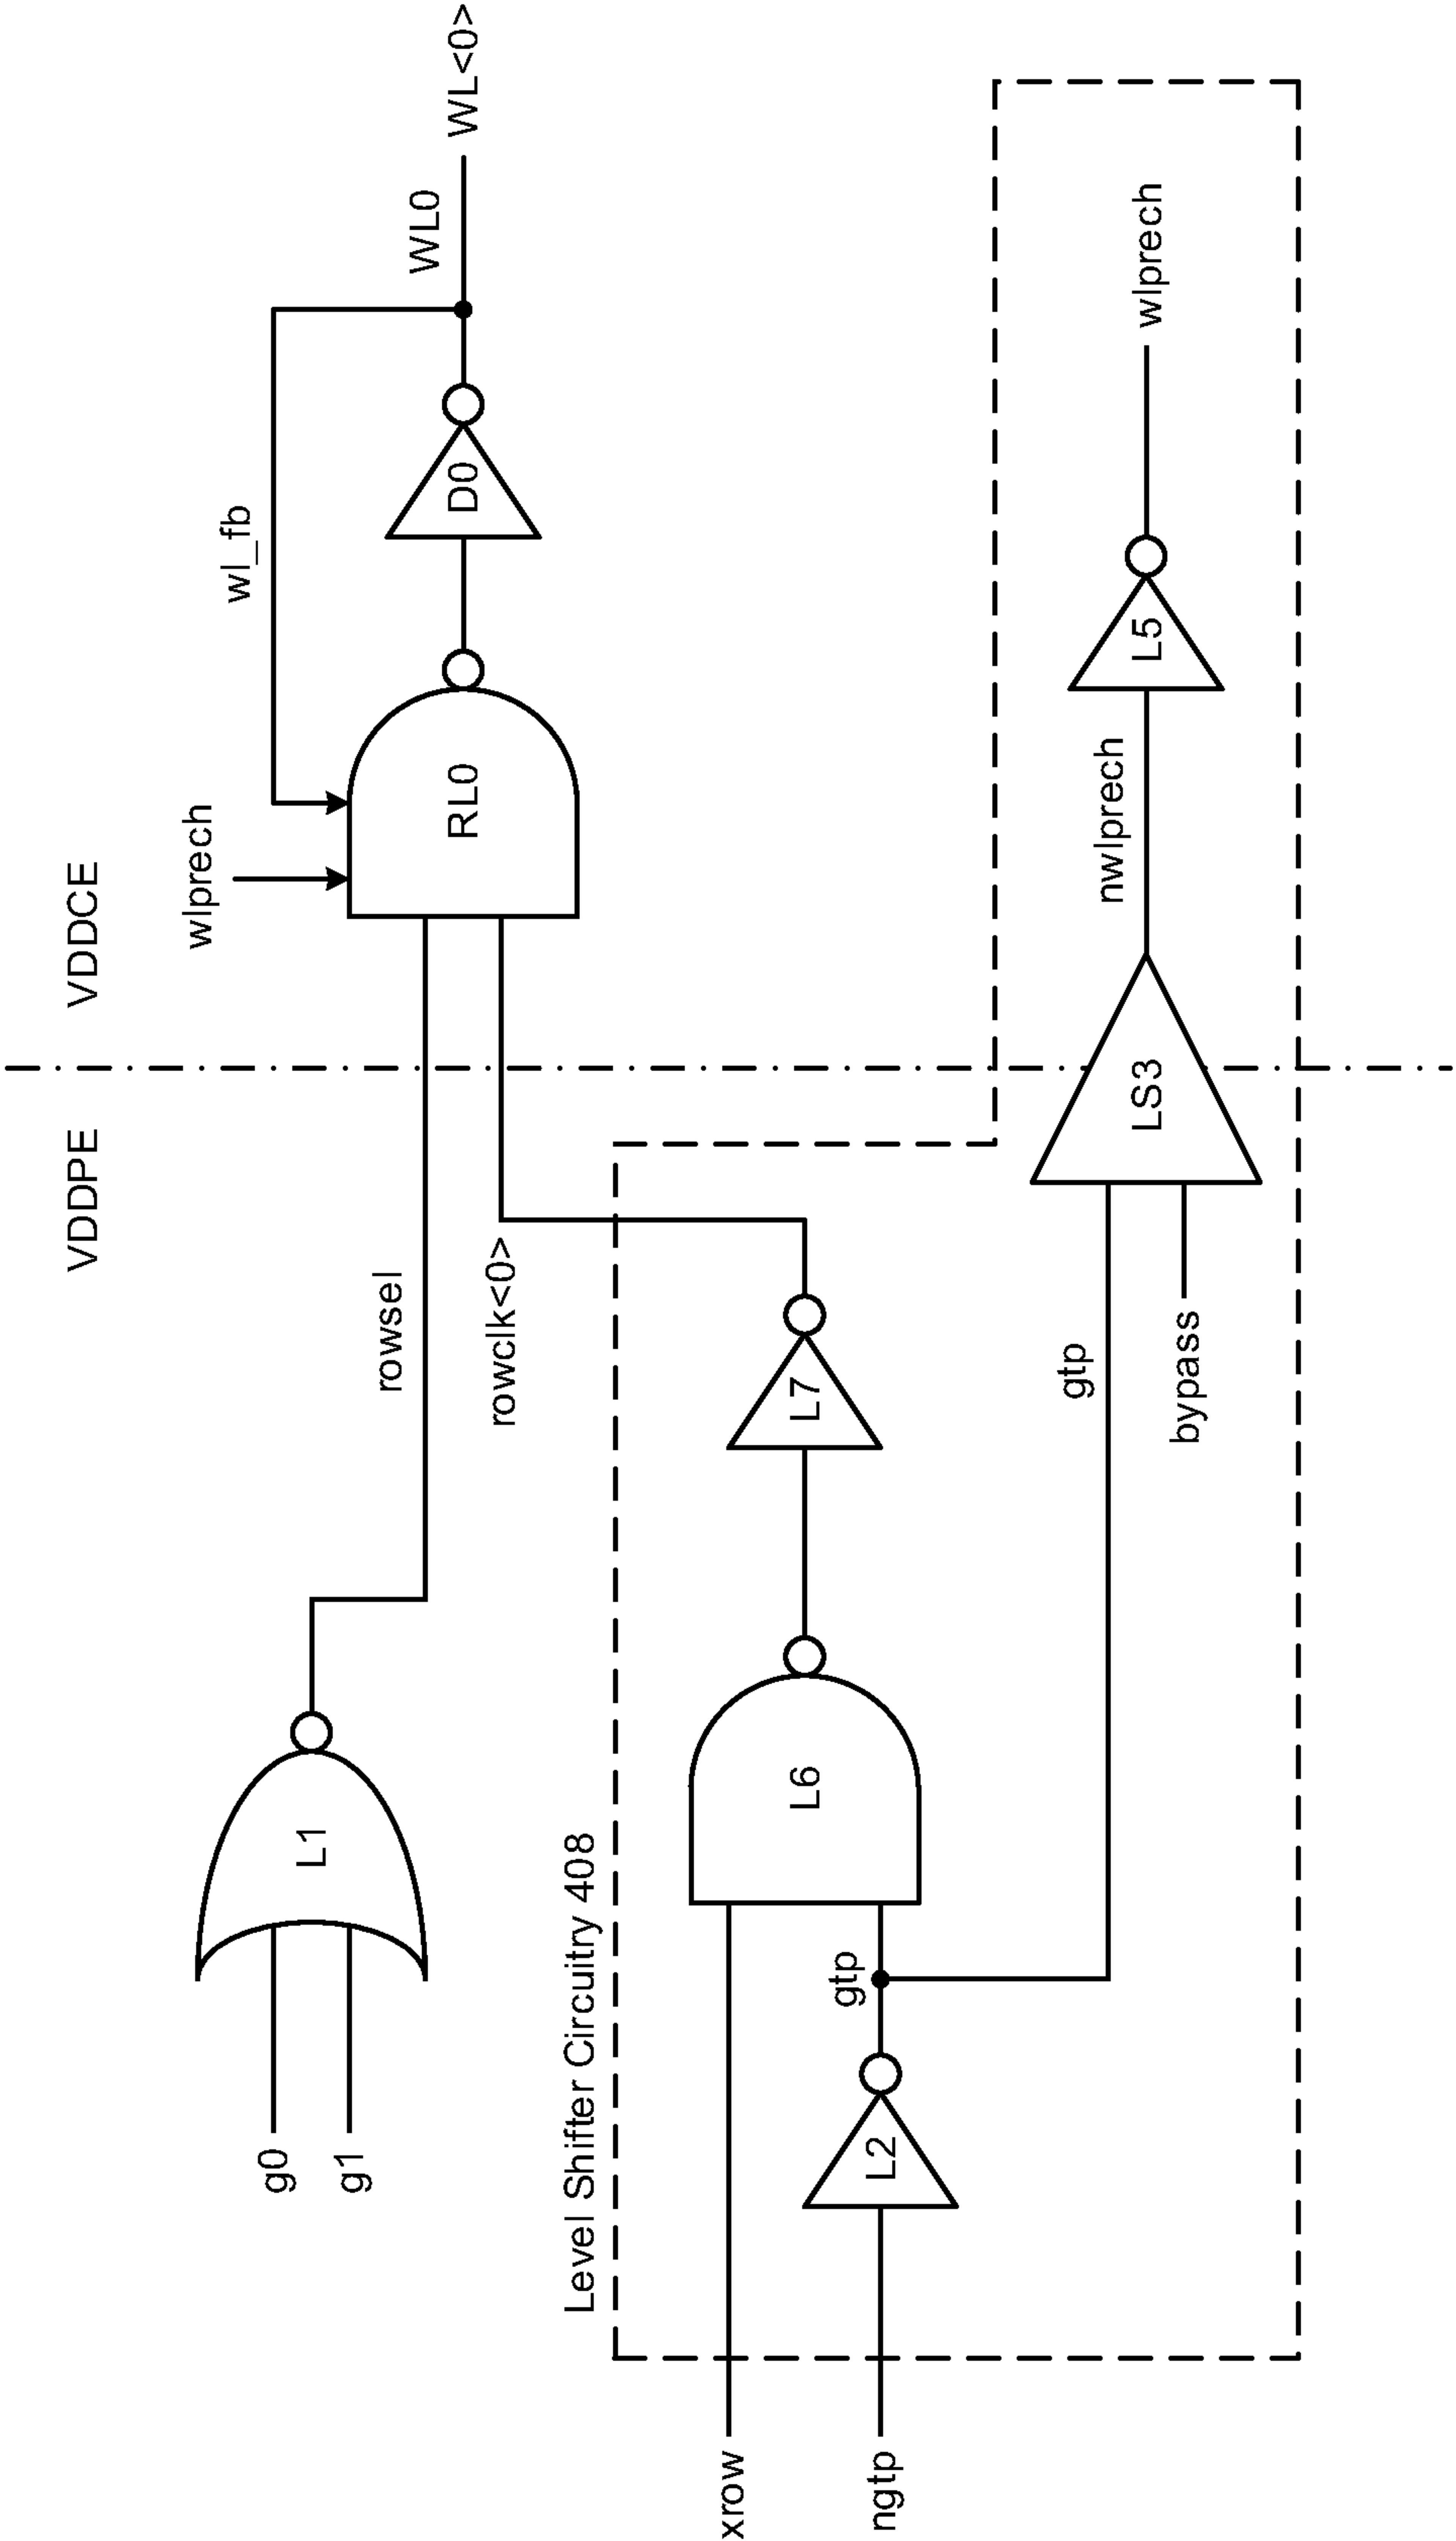 VDDPE
VDDCE
wlprech
wl_fb
g0
g1
L1
rowsel
rowclk<0>
RL0
D0
WL0
WL<0>
Level Shifter Circuitry 408
xrow
ngtp
L2
gtp
L6
L7
gtp
bypass
LS3
nwlprech
L5
wlprech